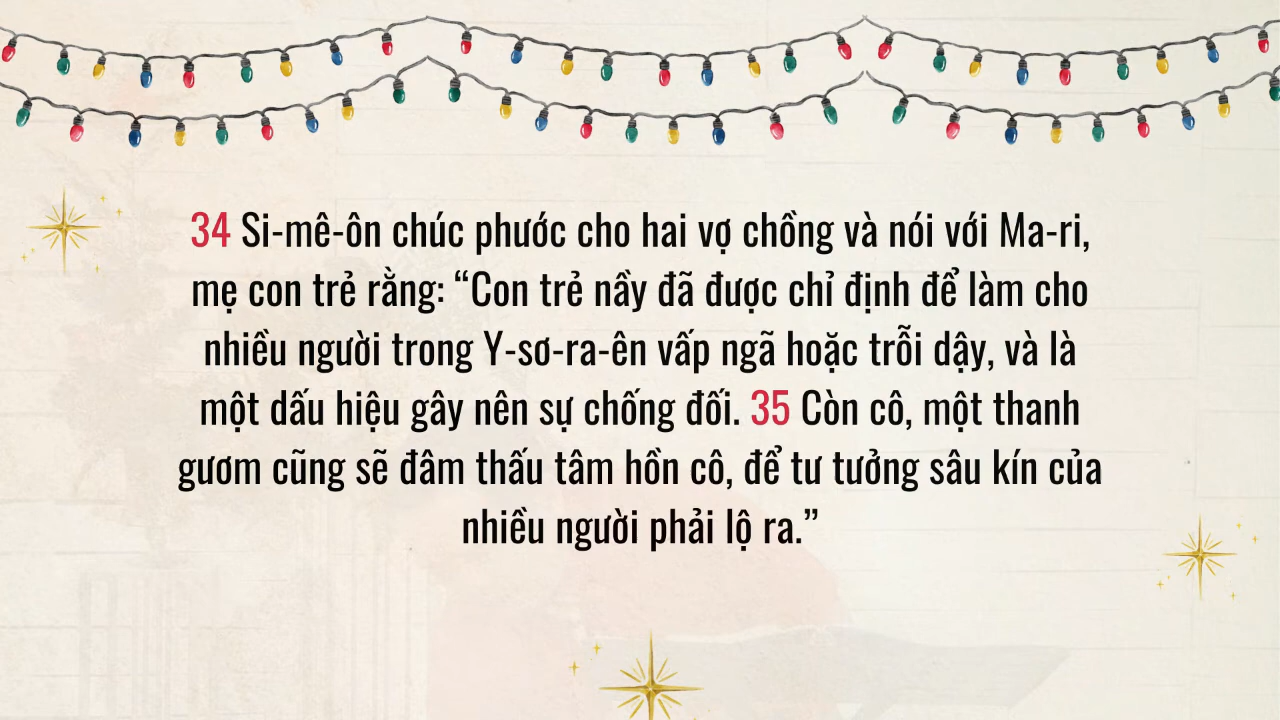 34 Si-mê-ôn chúc phước cho hai vợ chồng và nói với Ma-ri,
mẹ con trẻ rằng: “Con trẻ nầy đã được chỉ định để làm cho
nhiều người trong Y-sơ-ra-ên vấp ngã hoặc trỗi dậy, và là
một dấu hiệu gây nên sự chống đối. 35 Còn cô, một thanh
gươm cũng sẽ đâm thấu tâm hồn cô, để tư tưởng sâu kín của
nhiều người phải lộ ra.”